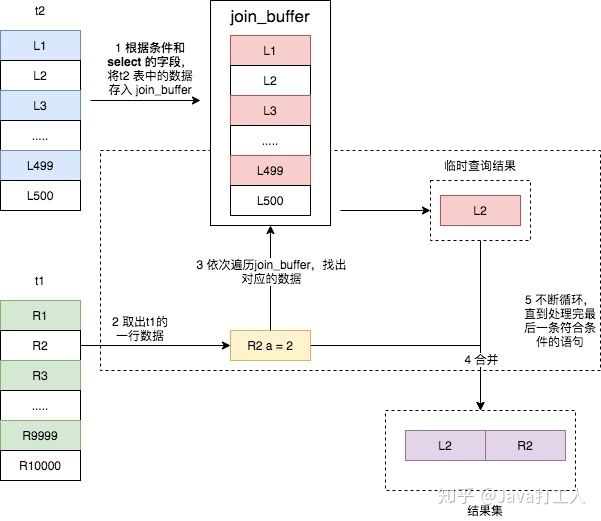 t2
L1
L2
L3
.....
L499
L500
1 根据条件和
select 的字段，
将t2 表中的数据
存入 join_buffer
join_buffer
L1
L2
L3
.....
L499
L500
临时查询结果
L2
3 依次遍历join_buffer，找出
对应的数据
t1
R1
R2
R3
.....
R9999
R10000
2 取出t1的
一行数据
R2 a = 2
5 不断循环，
直到处理完最
后一条符合条
件的语句
4 合并
L2
R2
结果集
知乎 @Java打工人